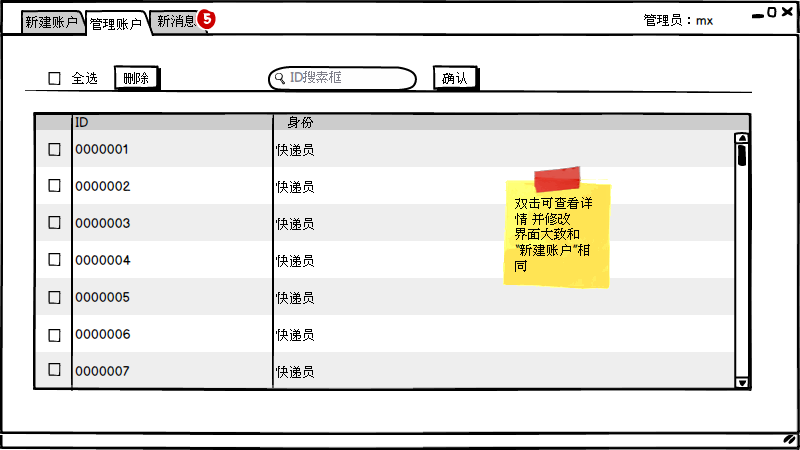 新建账户 管理账户 新消息 5 管理员：mx
全选 删除 ID搜索框 确认
ID 身份
0000001 快递员
0000002 快递员
0000003 快递员
0000004 快递员
0000005 快递员
0000006 快递员
0000007 快递员
双击可查看详
情 并修改
界面大致和
“新建账户”相
同